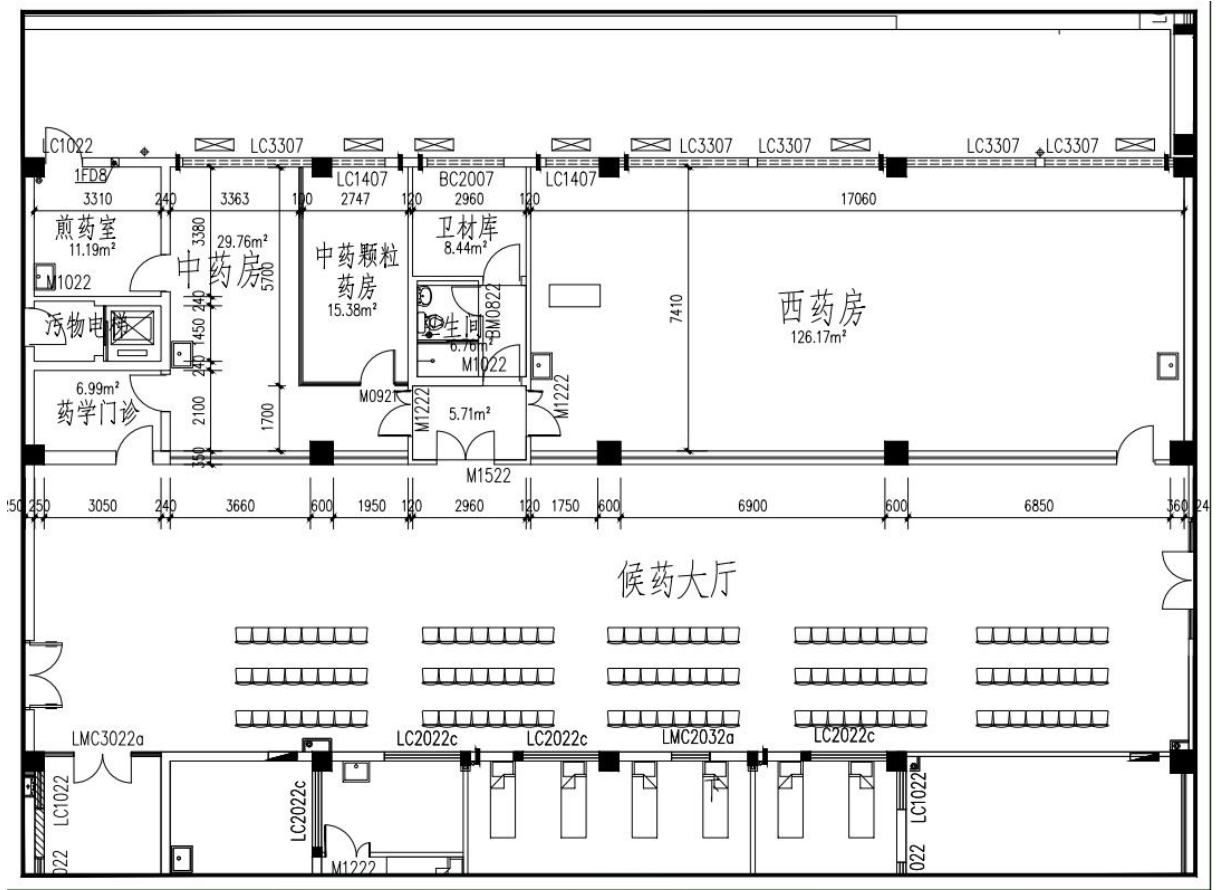 LC1022
LC3307
LC3307
LC3307
LC3307
LC3307
1FD8
LC1407
BC2007
LC1407
3310
240
3363
100
2747
120
2960
120
17060
煎药室
11.19m²
3380
29.76m²
中药房
5700
中药颗粒
药房
15.38m²
卫材库
8.44m²
西药房
126.17m²
7410
M1022
240
污物电梯
1450
240
BM0822
生间
6.76m²
M1022
6.99m²
药学门诊
2100
1700
M0921
M1222
5.71m²
M1222
350
M1522
250
3050
240
3660
600
1950
120
2960
120
1750
600
6900
600
6850
360
24
候药大厅
LMC3022a
LC2022c
LC2022c
LMC2032a
LC2022c
LC1022
LC2022c
LC1022
022
M1222
022